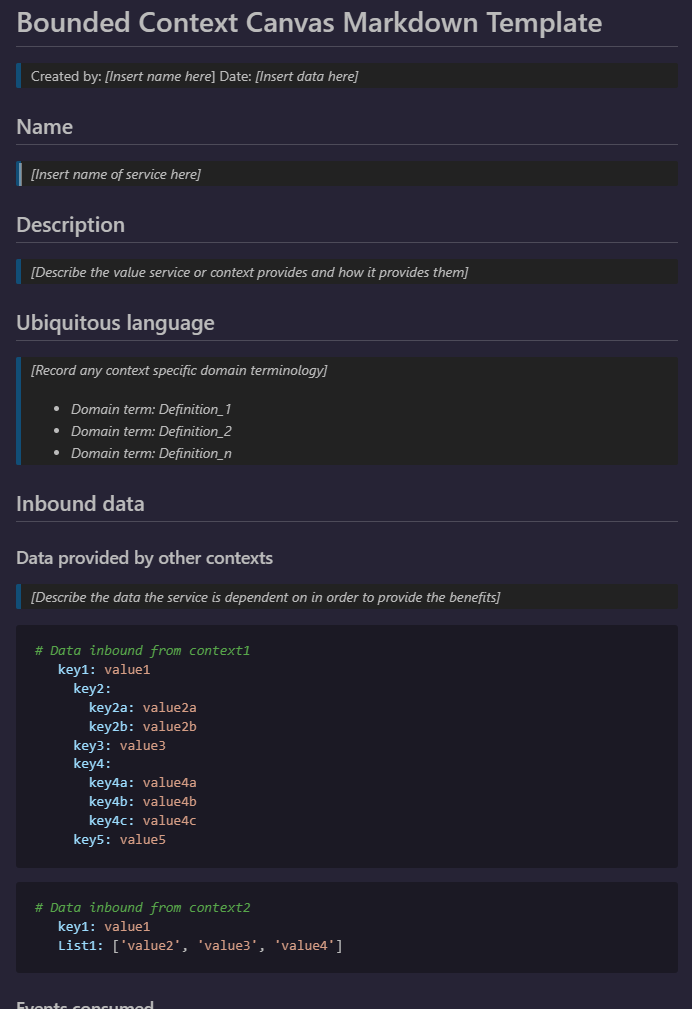 Bounded Context Canvas Markdown Template
Created by: [Insert name here] Date: [Insert data here]
Name
[Insert name of service here]
Description
[Describe the value service or context provides and how it provides them]
Ubiquitous language
[Record any context specific domain terminology]
• Domain term: Definition_1
• Domain term: Definition_2
• Domain term: Definition_n
Inbound data
Data provided by other contexts
[Describe the data the service is dependent on in order to provide the benefits]
# Data inbound from context1
key1: value1
key2:
key2a: value2a
key2b: value2b
key3: value3
key4:
key4a: value4a
key4b: value4b
key4c: value4c
key5: value5
# Data inbound from context2
key1: value1
List1: ['value2', 'value3', 'value4']
Events consumed